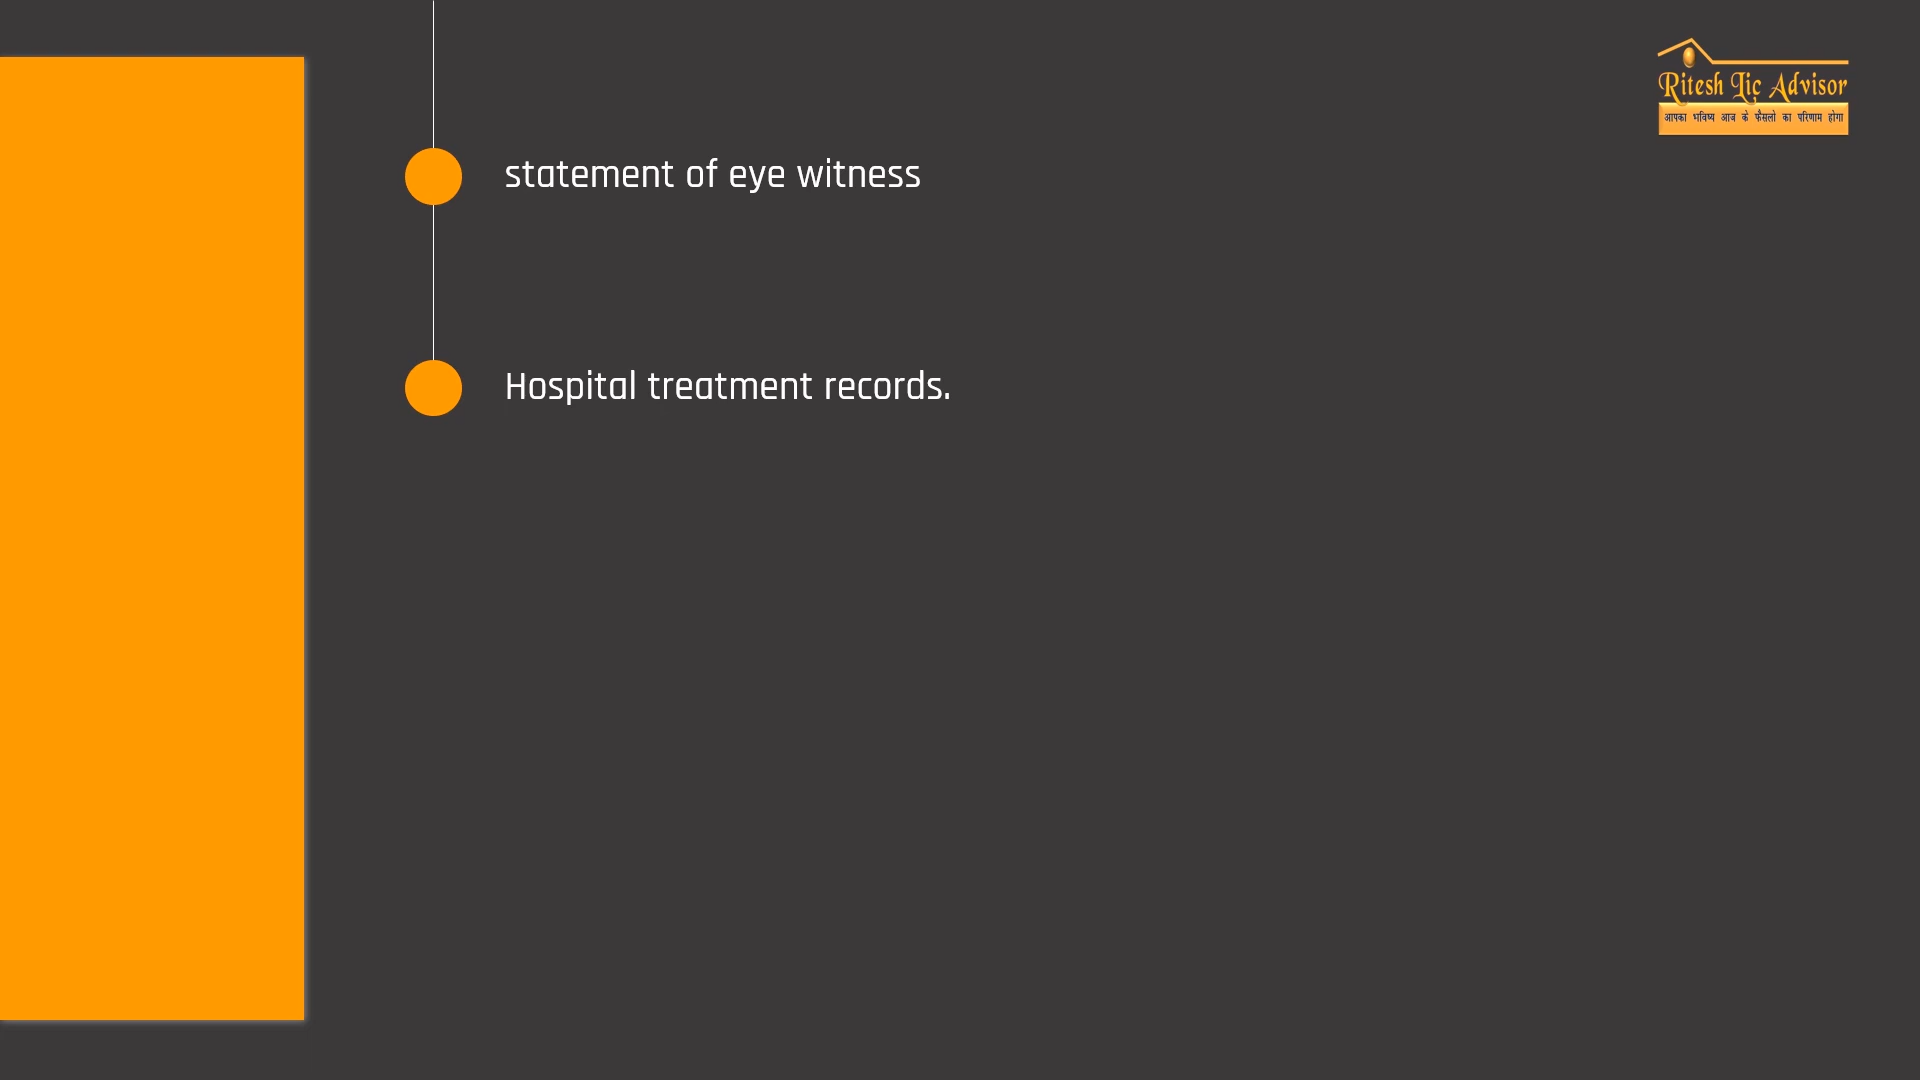 Ritesh Lic Advisor
आपका भविष्य आज के फैसलो का परिणाम होगा
statement of eye witness
Hospital treatment records.